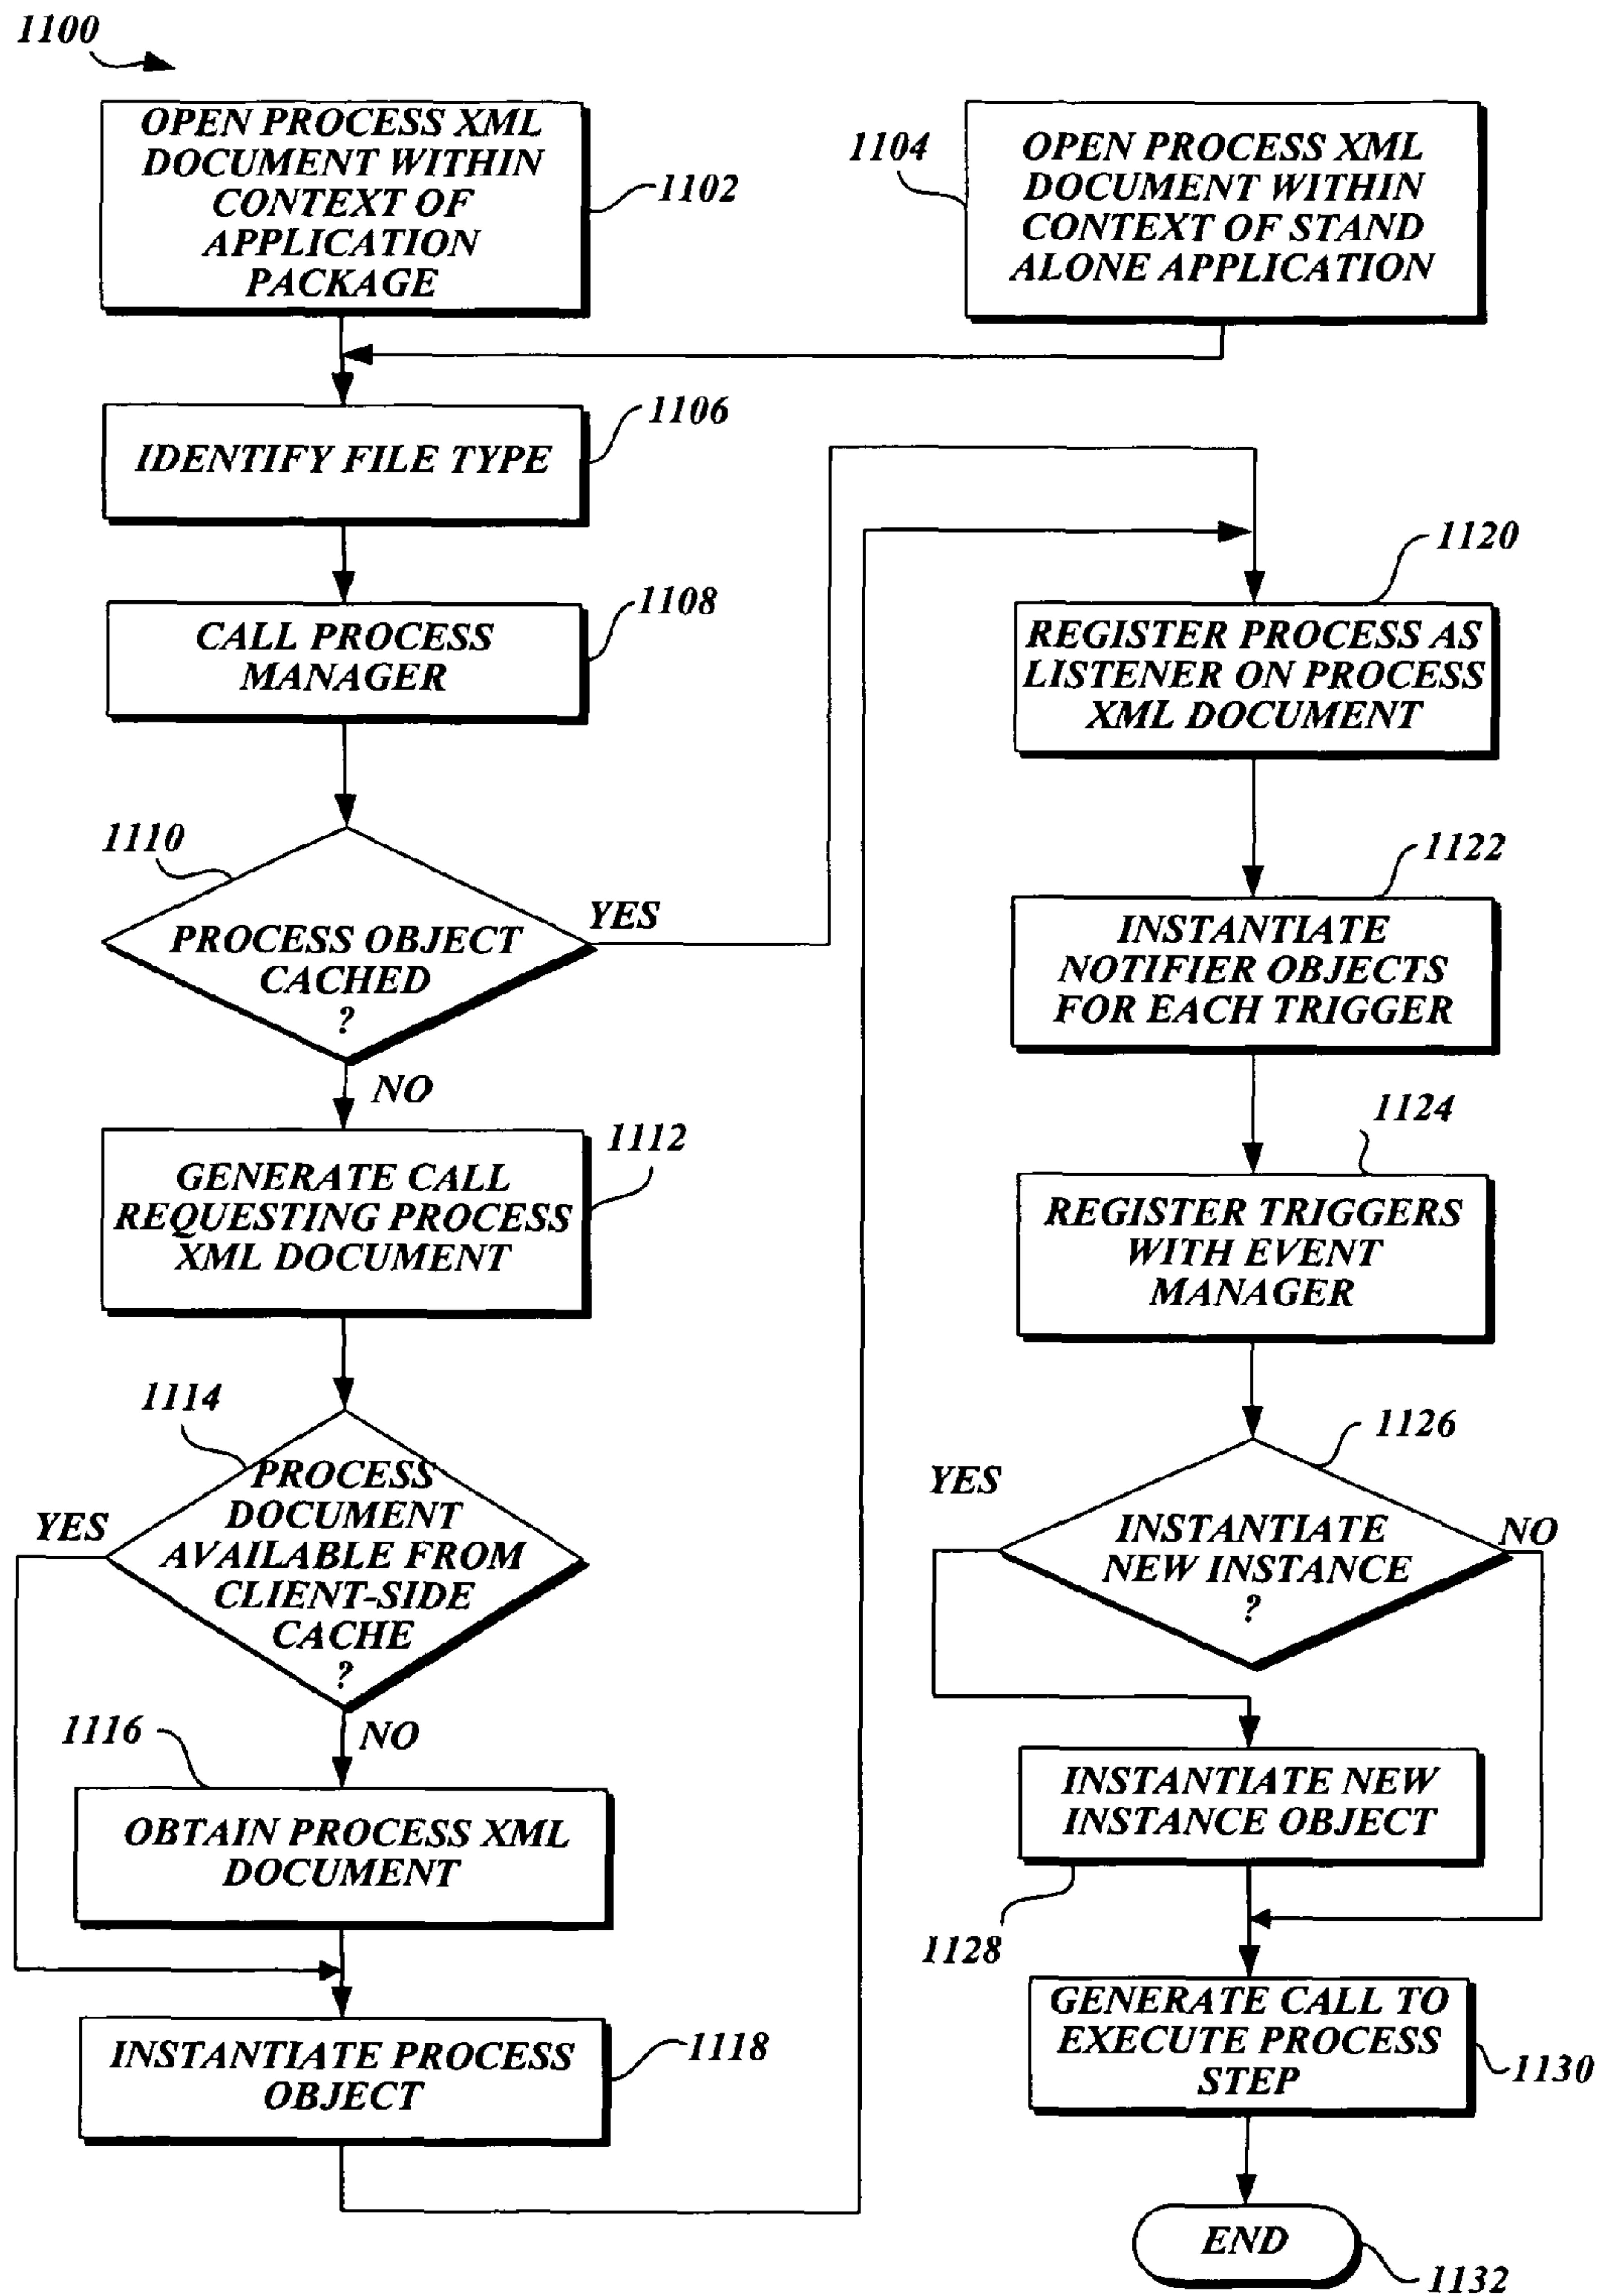 1100
OPEN PROCESS XML
DOCUMENT WITHIN
CONTEXT OF
APPLICATION
PACKAGE
1102
1104
OPEN PROCESS XML
DOCUMENT WITHIN
CONTEXT OF STAND
ALONE APPLICATION
IDENTIFY FILE TYPE
1106
CALL PROCESS
MANAGER
1108
1110
PROCESS OBJECT
CACHED
?
YES
NO
GENERATE CALL
REQUESTING PROCESS
XML DOCUMENT
1112
1114
PROCESS
DOCUMENT
AVAILABLE FROM
CLIENT-SIDE
CACHE
?
YES
NO
1116
OBTAIN PROCESS XML
DOCUMENT
INSTANTIATE PROCESS
OBJECT
1118
1120
REGISTER PROCESS AS
LISTENER ON PROCESS
XML DOCUMENT
1122
INSTANTIATE
NOTIFIER OBJECTS
FOR EACH TRIGGER
1124
REGISTER TRIGGERS
WITH EVENT
MANAGER
1126
YES
INSTANTIATE
NEW INSTANCE
?
NO
INSTANTIATE NEW
INSTANCE OBJECT
1128
GENERATE CALL TO
EXECUTE PROCESS
STEP
1130
END
1132